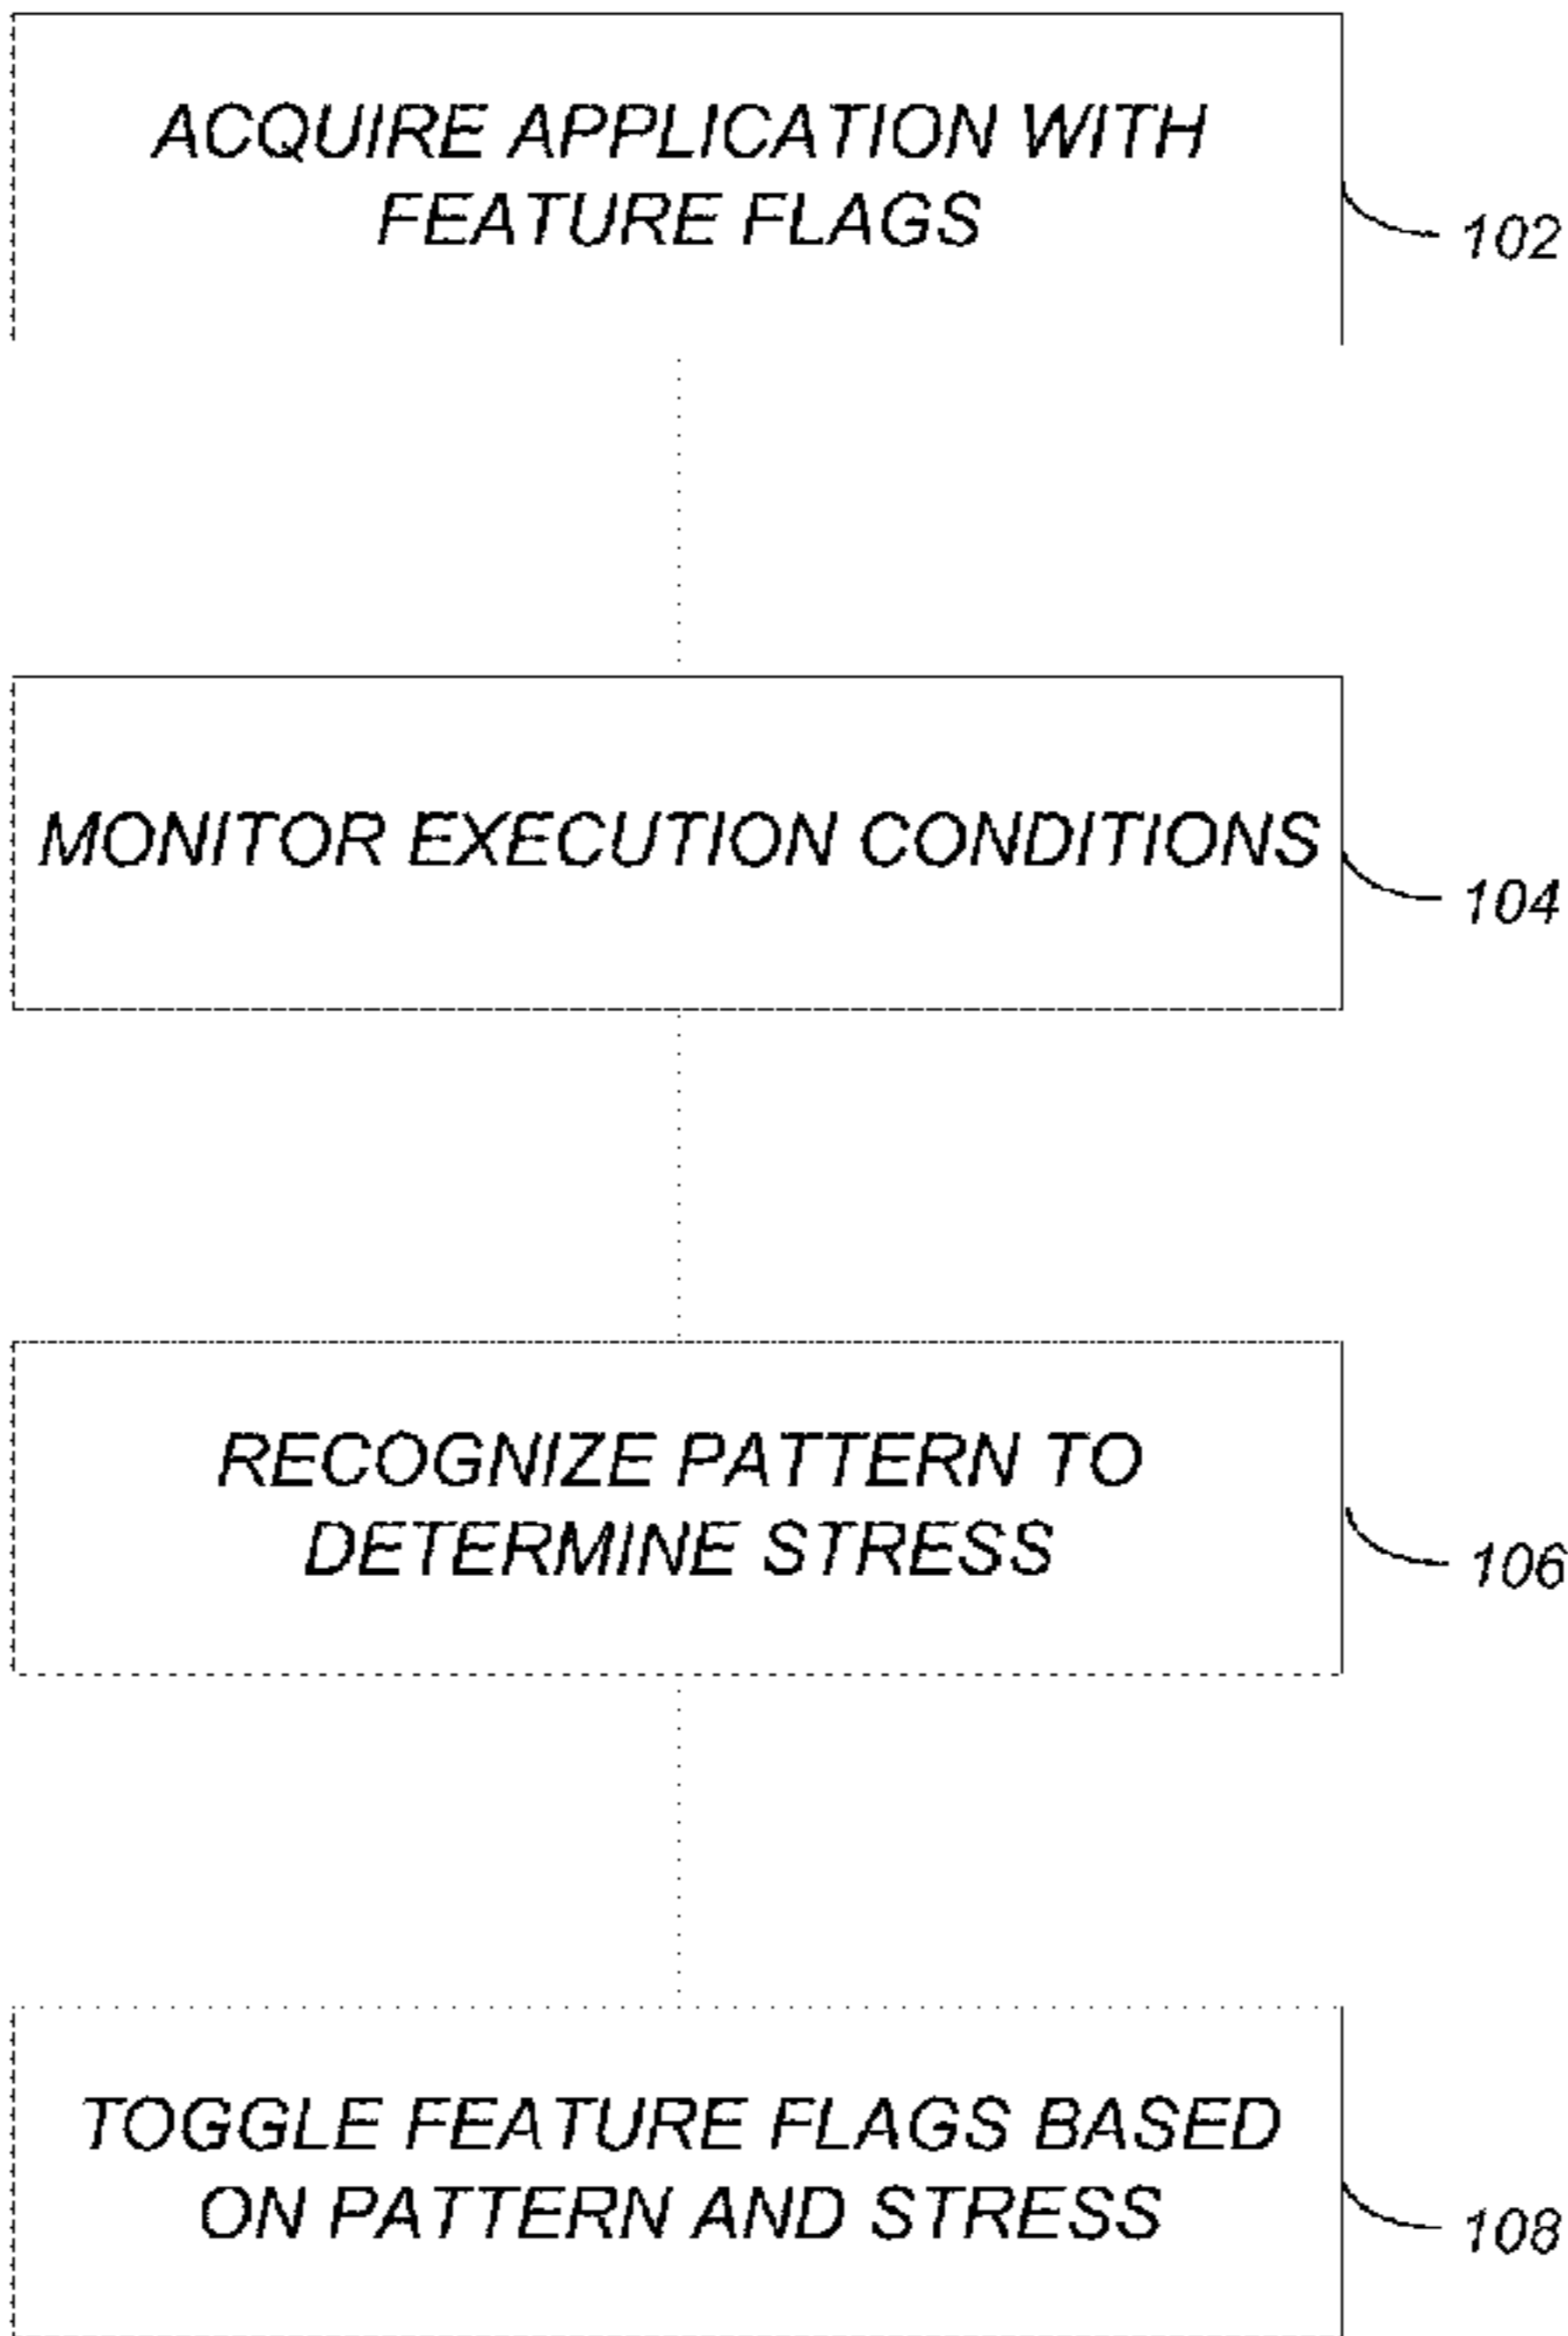 ACQUIRE APPLICATION WITH
FEATURE FLAGS
102
MONITOR EXECUTION CONDITIONS
104
RECOGNIZE PATTERN TO
DETERMINE STRESS
106
TOGGLE FEATURE FLAGS BASED
ON PATTERN AND STRESS
108